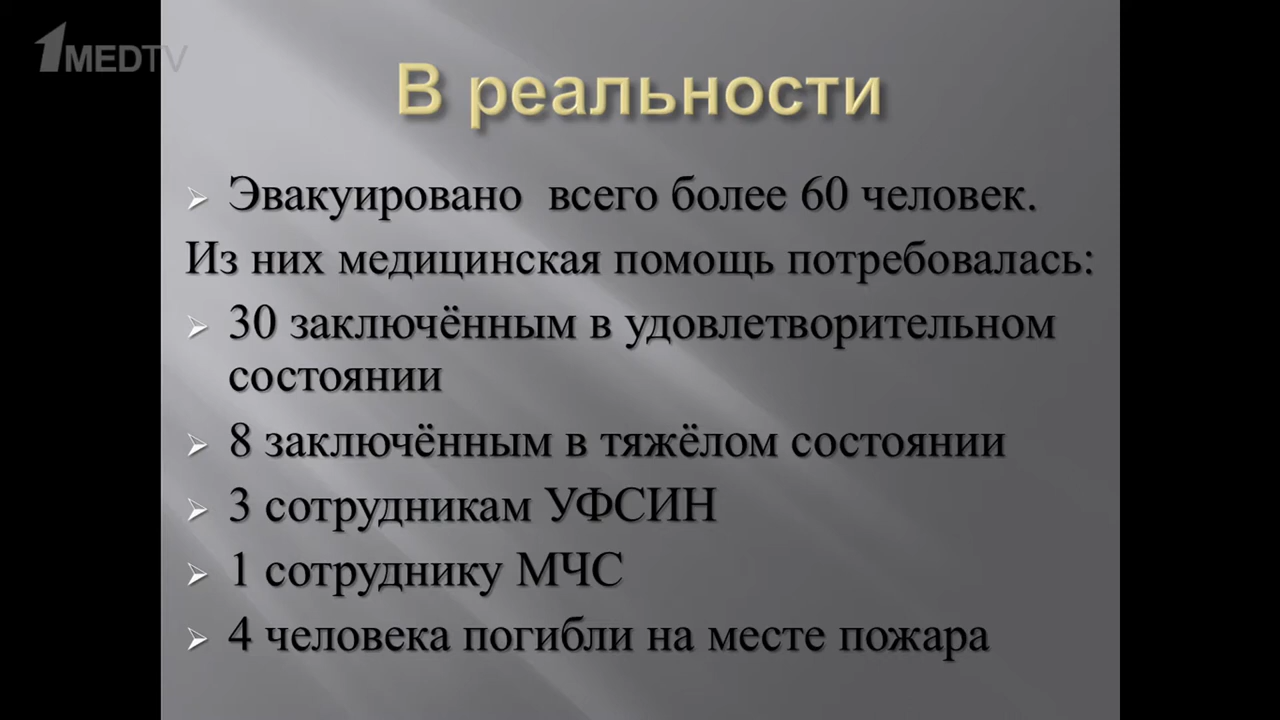 1MEDTV
В реальности
Эвакуировано всего более 60 человек.
Из них медицинская помощь потребовалась:
30 заключённым в удовлетворительном
состоянии
8 заключённым в тяжёлом состоянии
3 сотрудникам УФСИН
1 сотруднику МЧС
4 человека погибли на месте пожара